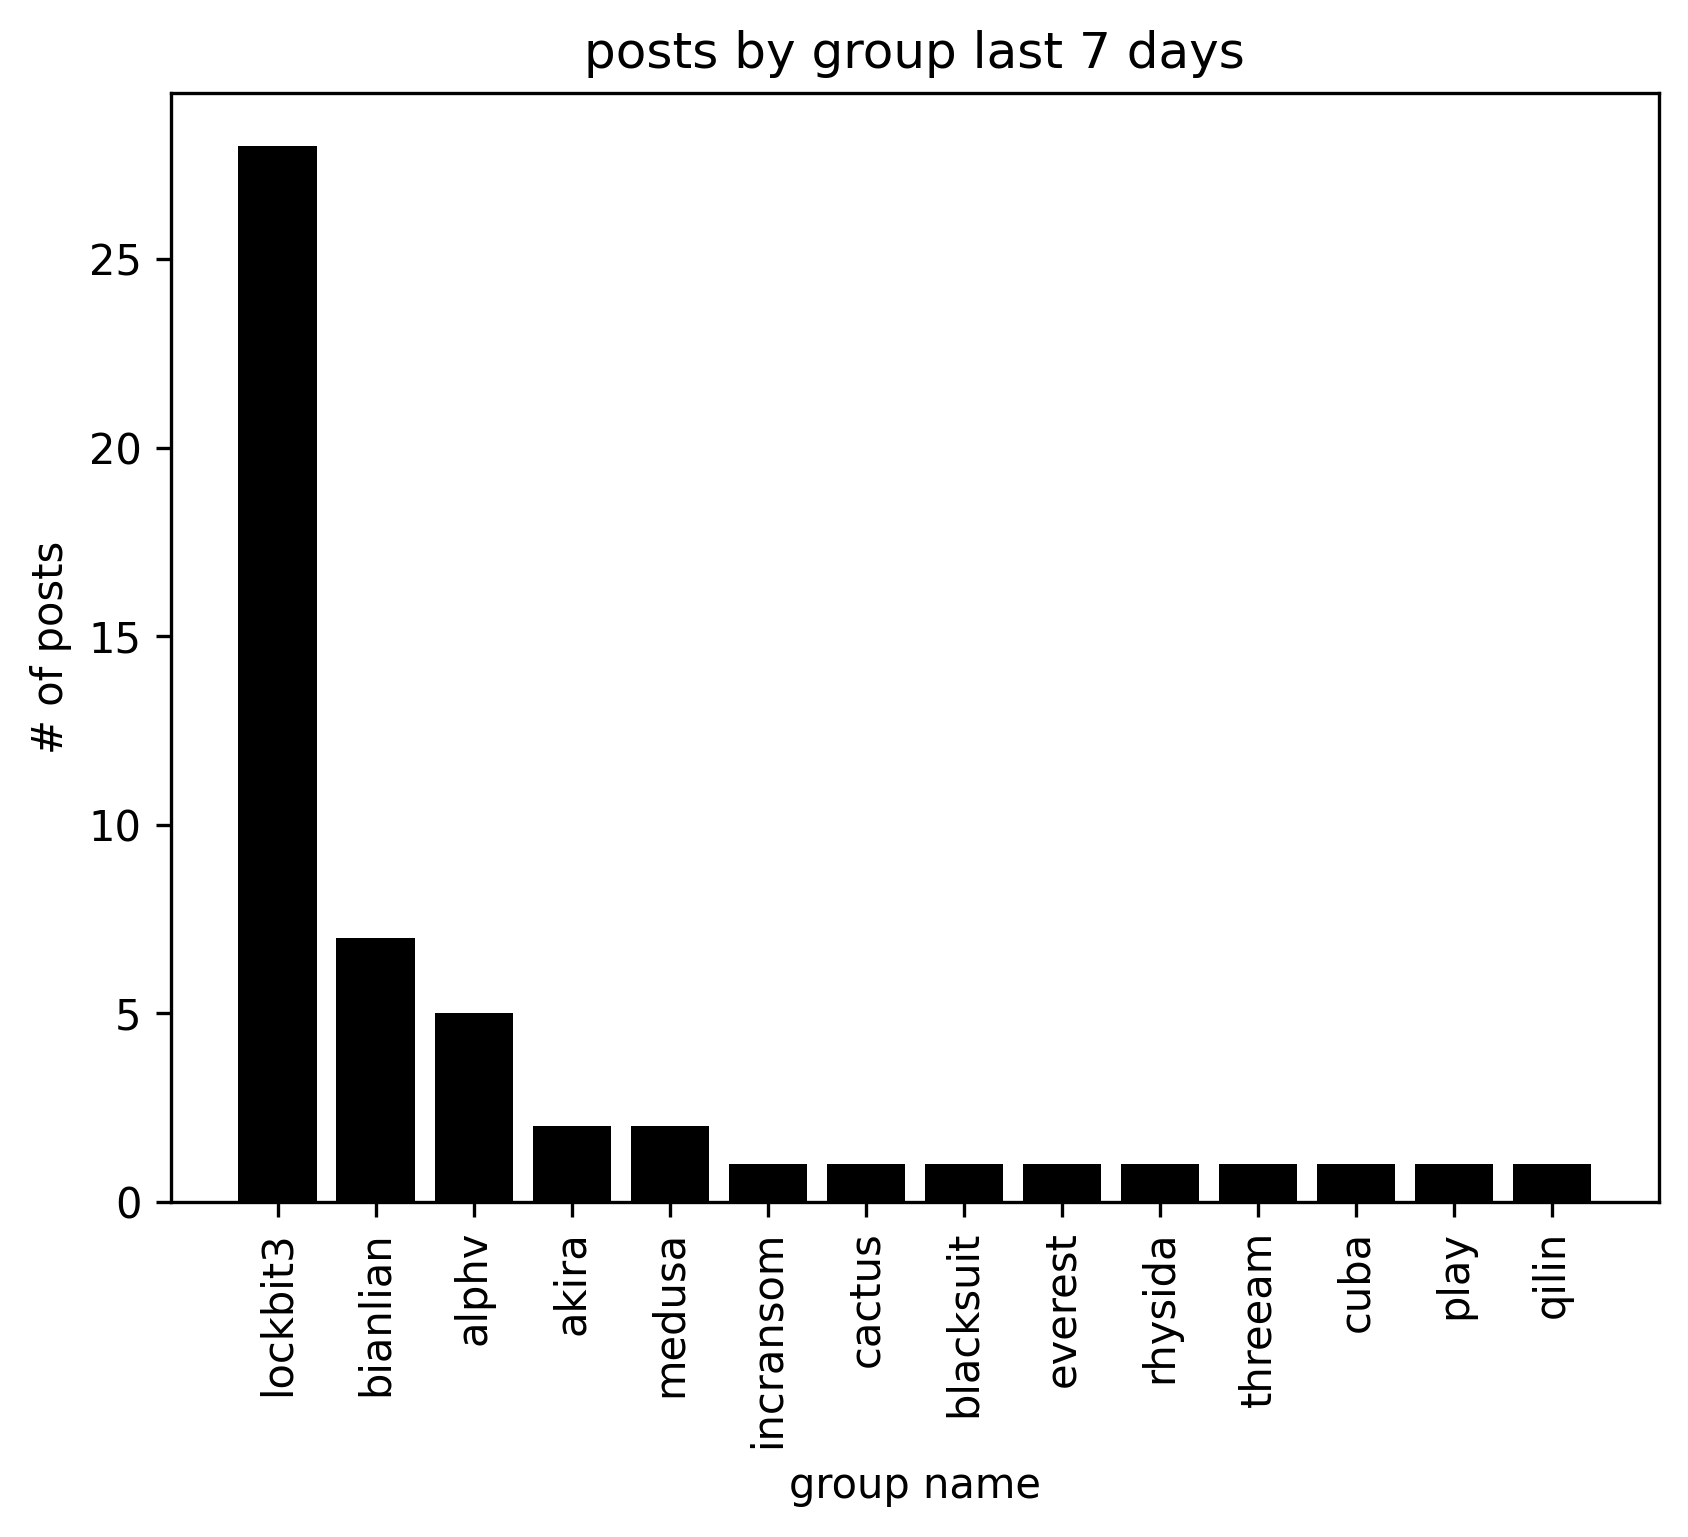 posts by group last 7 days
# of posts
25
20
15
10
5
0
lockbit3
bianlian
alphv
akira
medusa
incransom
cactus
blacksuit
everest
rhysida
threeam
cuba
play
qilin
group name